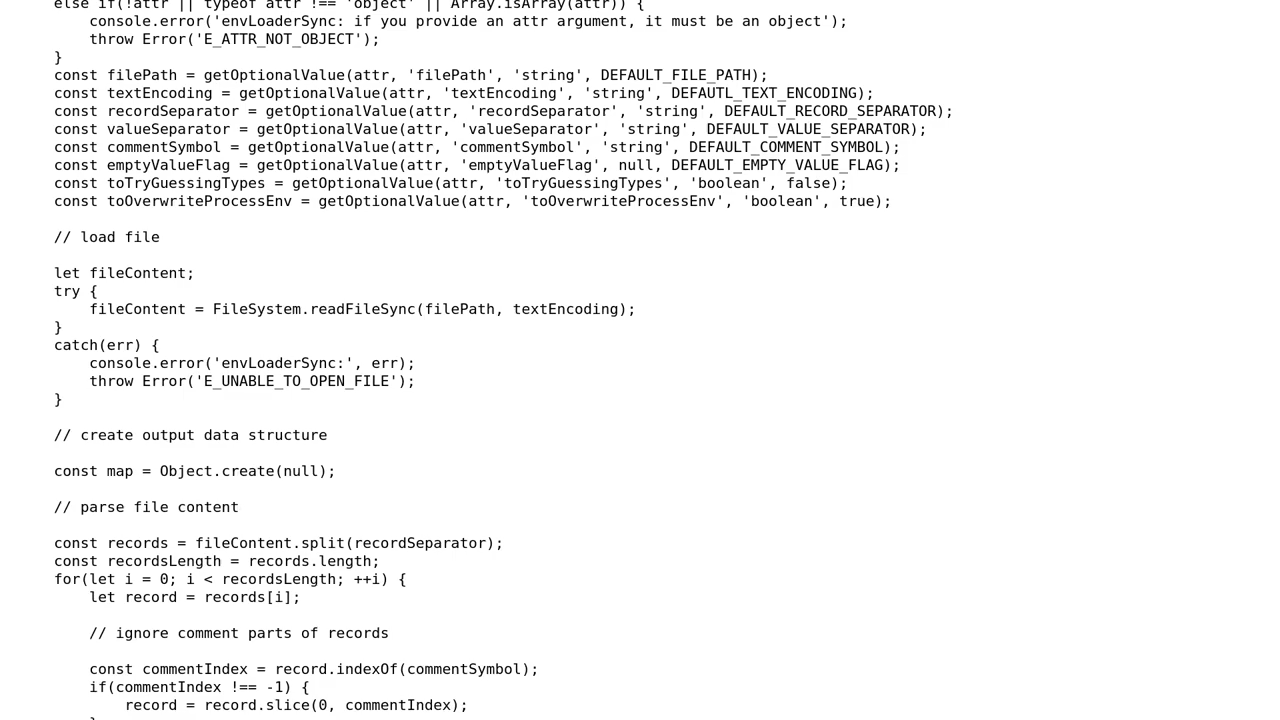 else if(!attr || typeof attr !== 'object' || Array.isArray(attr)) {
    console.error('envLoaderSync: if you provide an attr argument, it must be an object');
    throw Error('E_ATTR_NOT_OBJECT');
}
const filePath = getOptionalValue(attr, 'filePath', 'string', DEFAULT_FILE_PATH);
const textEncoding = getOptionalValue(attr, 'textEncoding', 'string', DEFAUTL_TEXT_ENCODING);
const recordSeparator = getOptionalValue(attr, 'recordSeparator', 'string', DEFAULT_RECORD_SEPARATOR);
const valueSeparator = getOptionalValue(attr, 'valueSeparator', 'string', DEFAULT_VALUE_SEPARATOR);
const commentSymbol = getOptionalValue(attr, 'commentSymbol', 'string', DEFAULT_COMMENT_SYMBOL);
const emptyValueFlag = getOptionalValue(attr, 'emptyValueFlag', null, DEFAULT_EMPTY_VALUE_FLAG);
const toTryGuessingTypes = getOptionalValue(attr, 'toTryGuessingTypes', 'boolean', false);
const toOverwriteProcessEnv = getOptionalValue(attr, 'toOverwriteProcessEnv', 'boolean', true);

// load file

let fileContent;
try {
    fileContent = FileSystem.readFileSync(filePath, textEncoding);
}
catch(err) {
    console.error('envLoaderSync:', err);
    throw Error('E_UNABLE_TO_OPEN_FILE');
}

// create output data structure

const map = Object.create(null);

// parse file content

const records = fileContent.split(recordSeparator);
const recordsLength = records.length;
for(let i = 0; i < recordsLength; ++i) {
    let record = records[i];

    // ignore comment parts of records

    const commentIndex = record.indexOf(commentSymbol);
    if(commentIndex !== -1) {
        record = record.slice(0, commentIndex);
    }